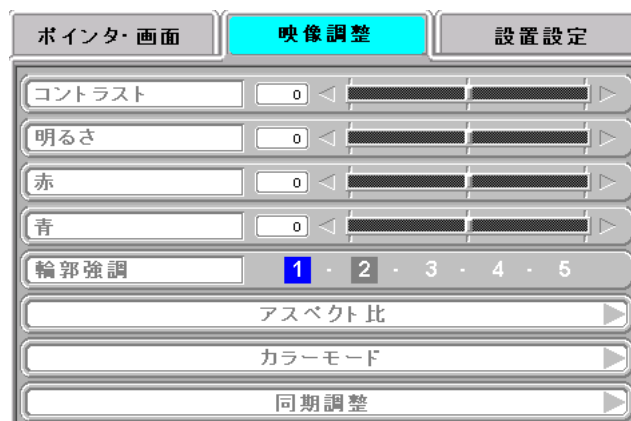 ポインタ・画面 映像調整 設置設定
コントラスト 0
明るさ 0
赤 0
青 0
輪郭強調 1 - 2 - 3 - 4 - 5
アスペクト比
カラーモード
同期調整